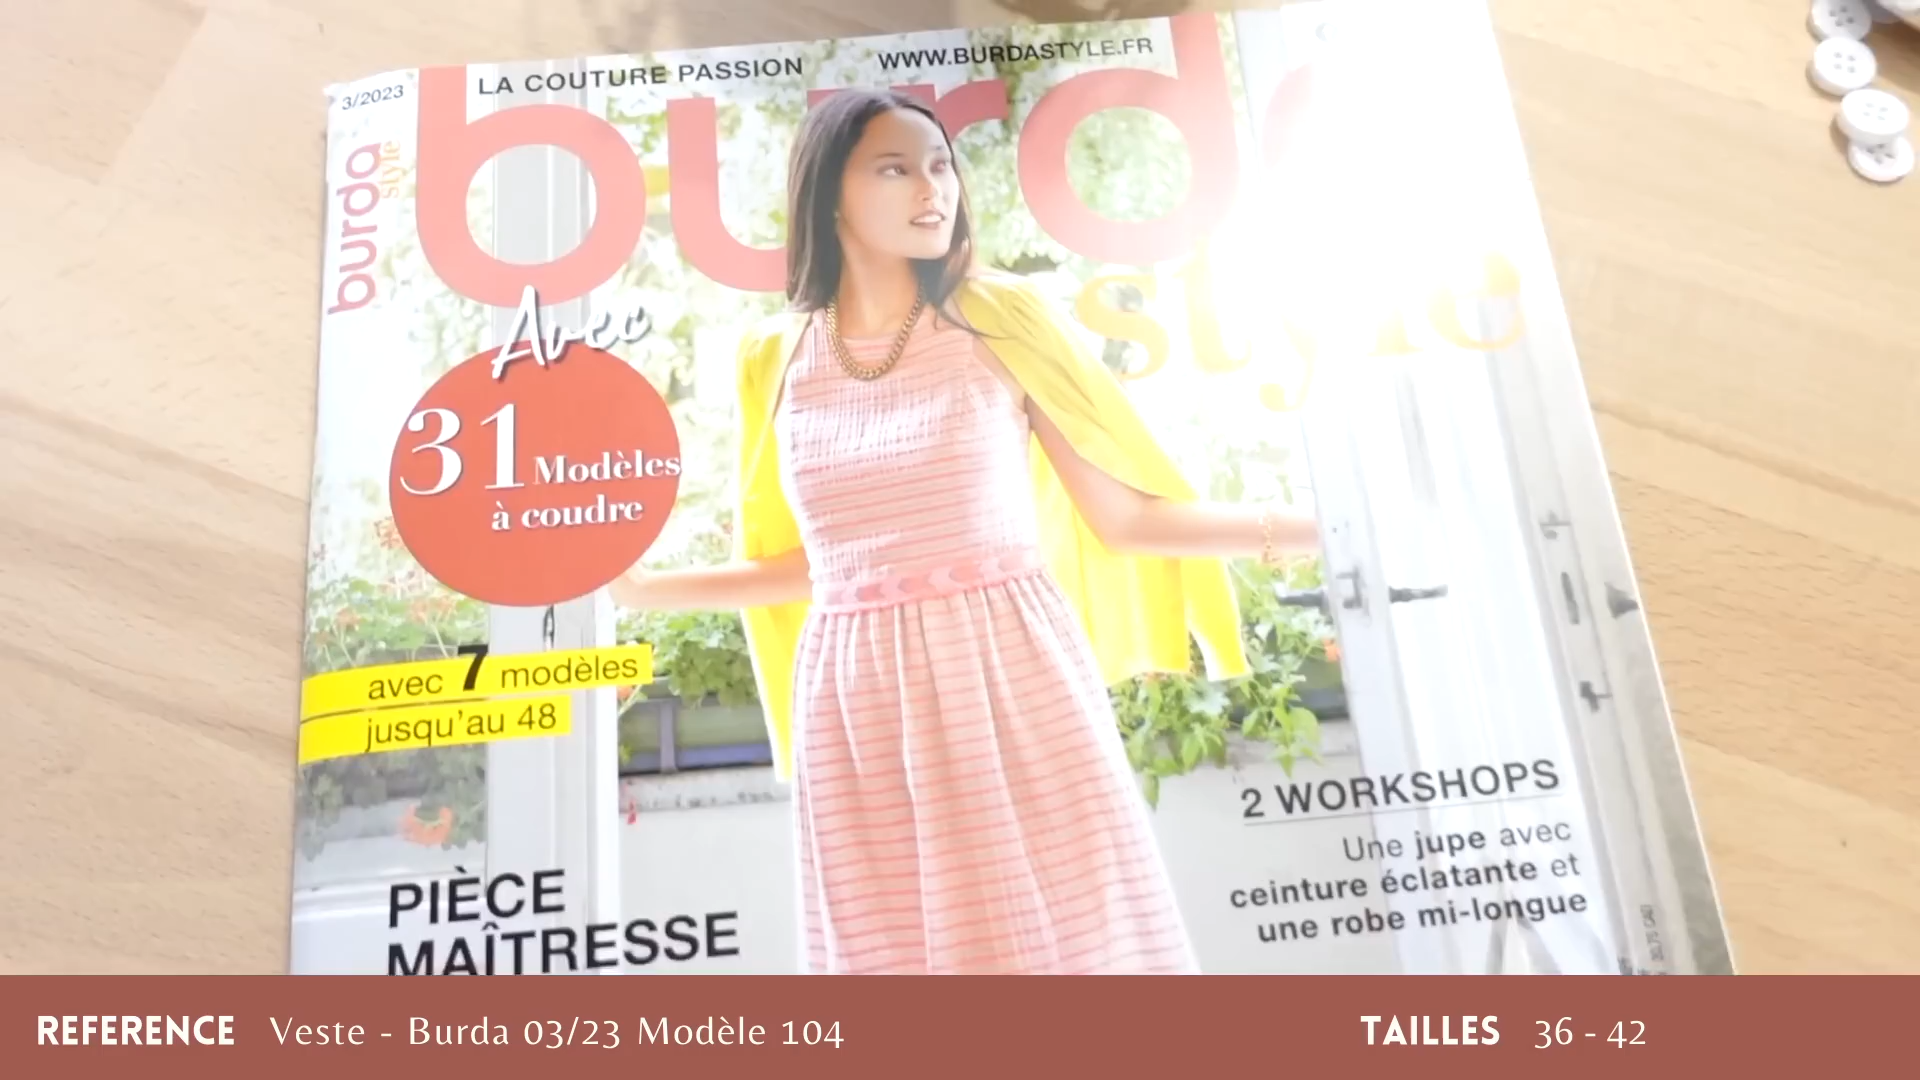 3/2023
LA COUTURE PASSION
WWW.BURDASTYLE.FR
burda
style
burda
style
Avec
31 Modèles
à coudre
avec 7 modèles
jusqu'au 48
PIÈCE
MAÎTRESSE
2 WORKSHOPS
Une jupe avec
ceinture éclatante et
une robe mi-longue
REFERENCE Veste - Burda 03/23 Modèle 104
TAILLES 36 - 42